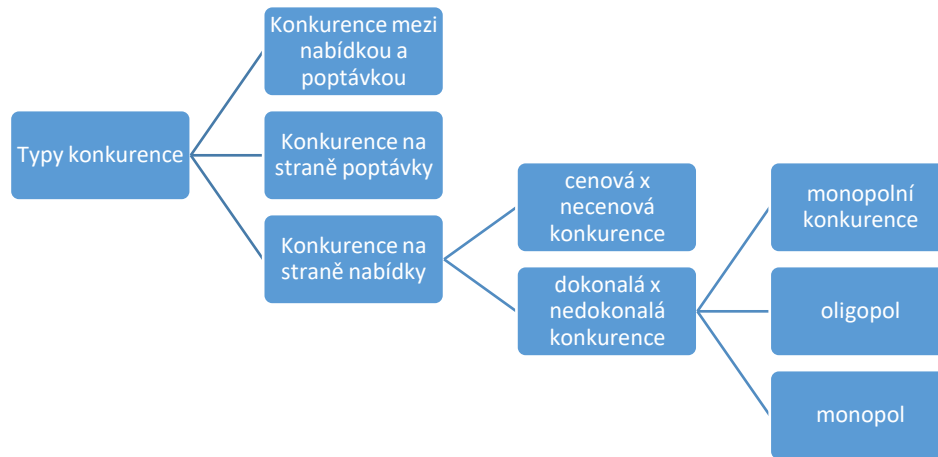 Typy konkurence
Konkurence mezi
nabídkou a
poptávkou
Konkurence na
straně poptávky
Konkurence na
straně nabídky
cenová x
necenová
konkurence
dokonalá x
nedokonalá
konkurence
monopolní
konkurence
oligopol
monopol